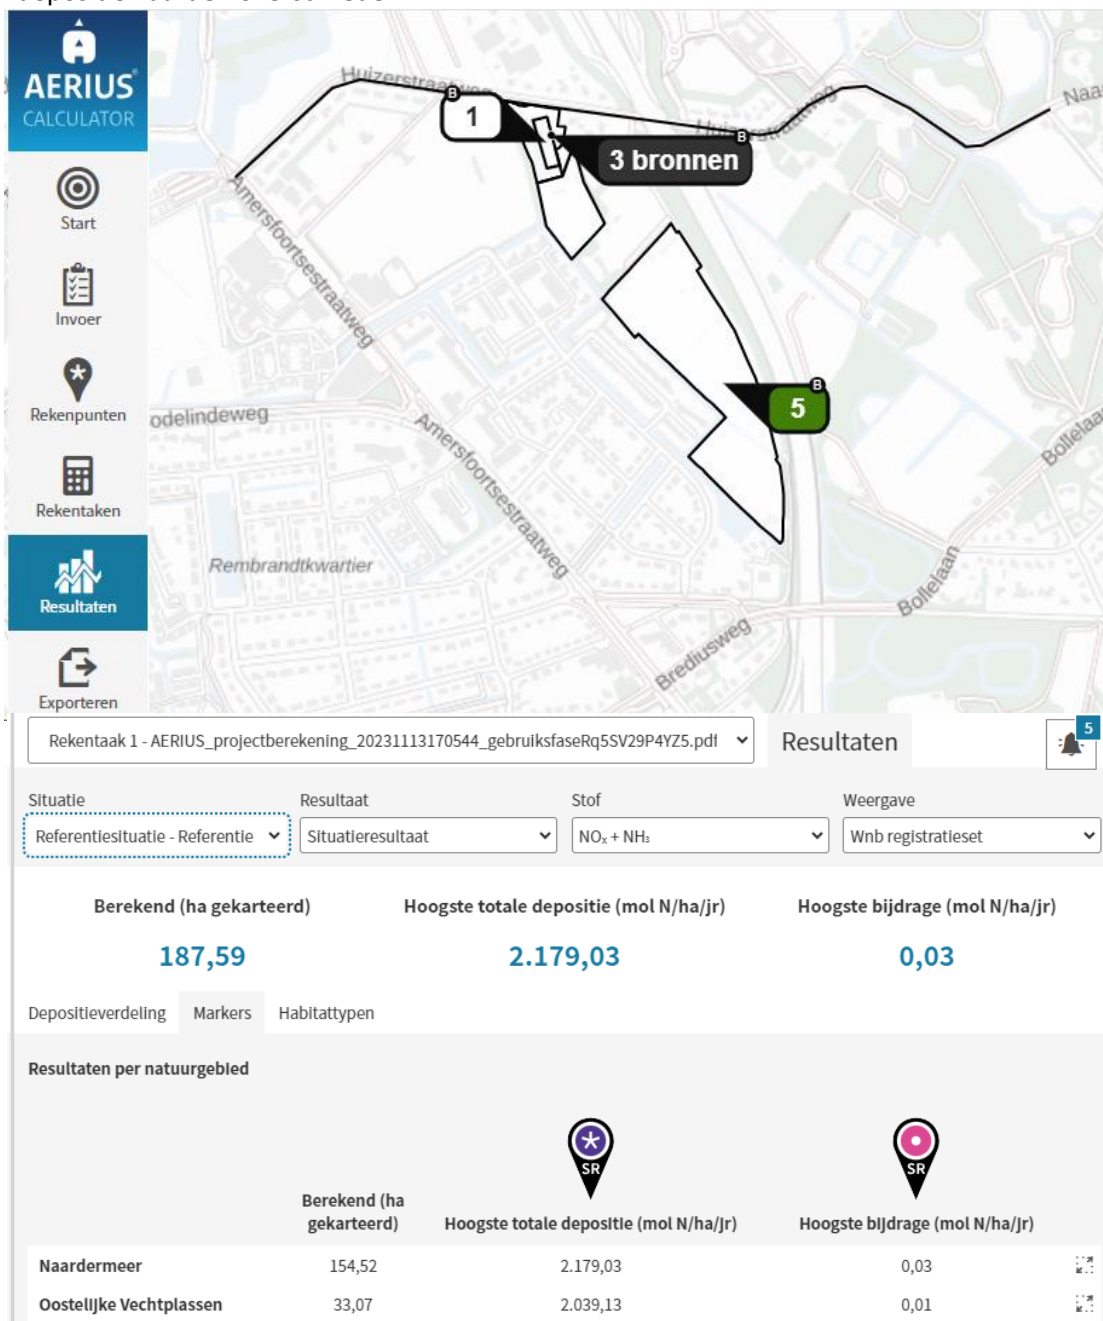 AERIUS
CALCULATOR
Start
Invoer
Rekenpunten
Rekentaken
Resultaten
Exporteren
Huizerstraatweg
1
B
3 bronnen
B
Naa
Amersfoortsestraatweg
odelindeweg
Amersfoortsestraatweg
5
B
Bollelaa
Rembrandtkwartier
Bollelaan
Brediusweg
Rekentaak 1 - AERIUS_projectberekening_20231113170544_gebruiksfaseRq5SV29P4YZ5.pdf
Resultaten
5
Situatie Resultaat Stof Weergave
Referentiesituatie - Referentie Situatieresultaat NOₓ + NH₃ Wnb registratieset
Berekend (ha gekarteerd) Hoogste totale depositie (mol N/ha/jr) Hoogste bijdrage (mol N/ha/jr)
187,59 2.179,03 0,03
Depositieverdeling Markers Habitattypen
Resultaten per natuurgebied
SR SR
Berekend (ha
gekarteerd) Hoogste totale depositie (mol N/ha/jr) Hoogste bijdrage (mol N/ha/jr)
Naardermeer 154,52 2.179,03 0,03
Oostelijke Vechtplassen 33,07 2.039,13 0,01